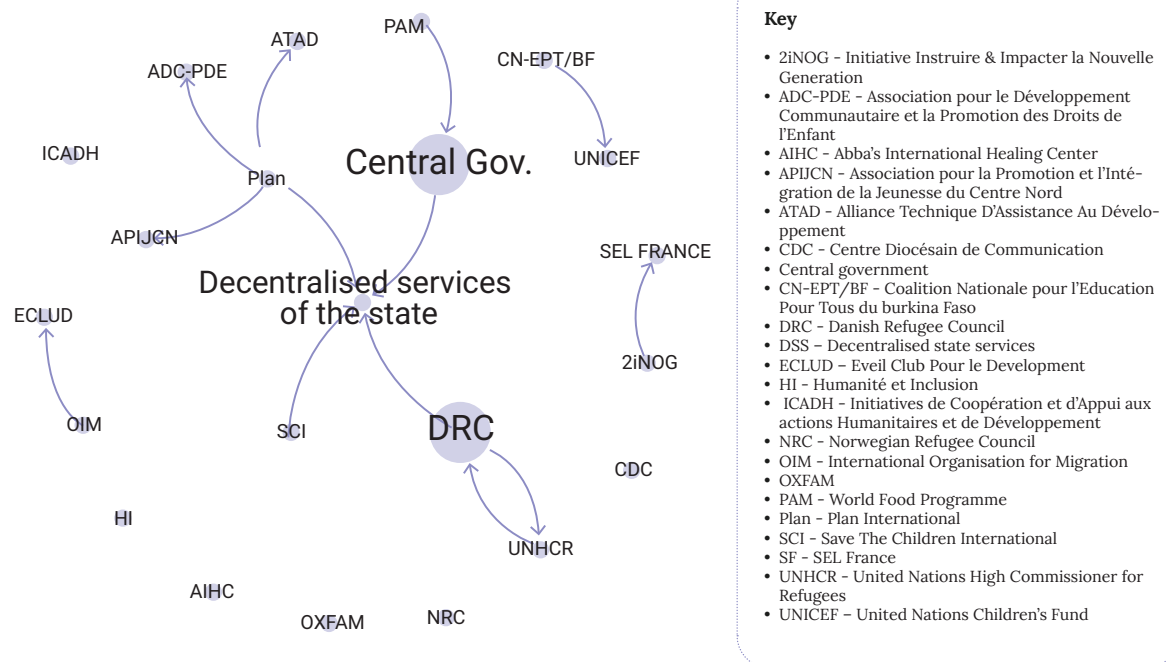 PAM
ATAD
CN-EPT/BF
ADC-PDE
ICADH
Central Gov.
UNICEF
Plan
APIJCN
SEL FRANCE
Decentralised services
of the state
ECLUD
2iNOG
OIM
SCI
DRC
CDC
HI
UNHCR
AIHC
OXFAM
NRC
Key
• 2iNOG - Initiative Instruire & Impacter la Nouvelle
Generation
• ADC-PDE - Association pour le Développement
Communautaire et la Promotion des Droits de
l’Enfant
• AIHC - Abba’s International Healing Center
• APIJCN - Association pour la Promotion et l’Inté-
gration de la Jeunesse du Centre Nord
• ATAD - Alliance Technique D’Assistance Au Dévelo-
ppement
• CDC - Centre Diocésain de Communication
• Central government
• CN-EPT/BF - Coalition Nationale pour l’Education
Pour Tous du burkina Faso
• DRC - Danish Refugee Council
• DSS – Decentralised state services
• ECLUD – Eveil Club Pour le Development
• HI - Humanité et Inclusion
• ICADH - Initiatives de Coopération et d’Appui aux
actions Humanitaires et de Développement
• NRC - Norwegian Refugee Council
• OIM - International Organisation for Migration
• OXFAM
• PAM - World Food Programme
• Plan - Plan International
• SCI - Save The Children International
• SF - SEL France
• UNHCR - United Nations High Commissioner for
Refugees
• UNICEF – United Nations Children’s Fund